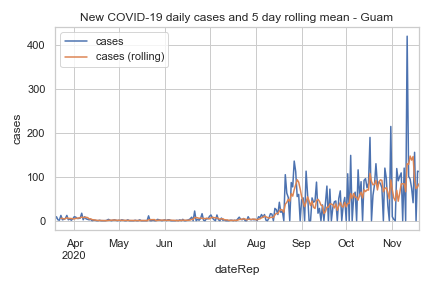 New COVID-19 daily cases and 5 day rolling mean - Guam
cases
cases (rolling)
400
300
200
100
0
cases
Apr May Jun Jul Aug Sep Oct Nov
2020
dateRep